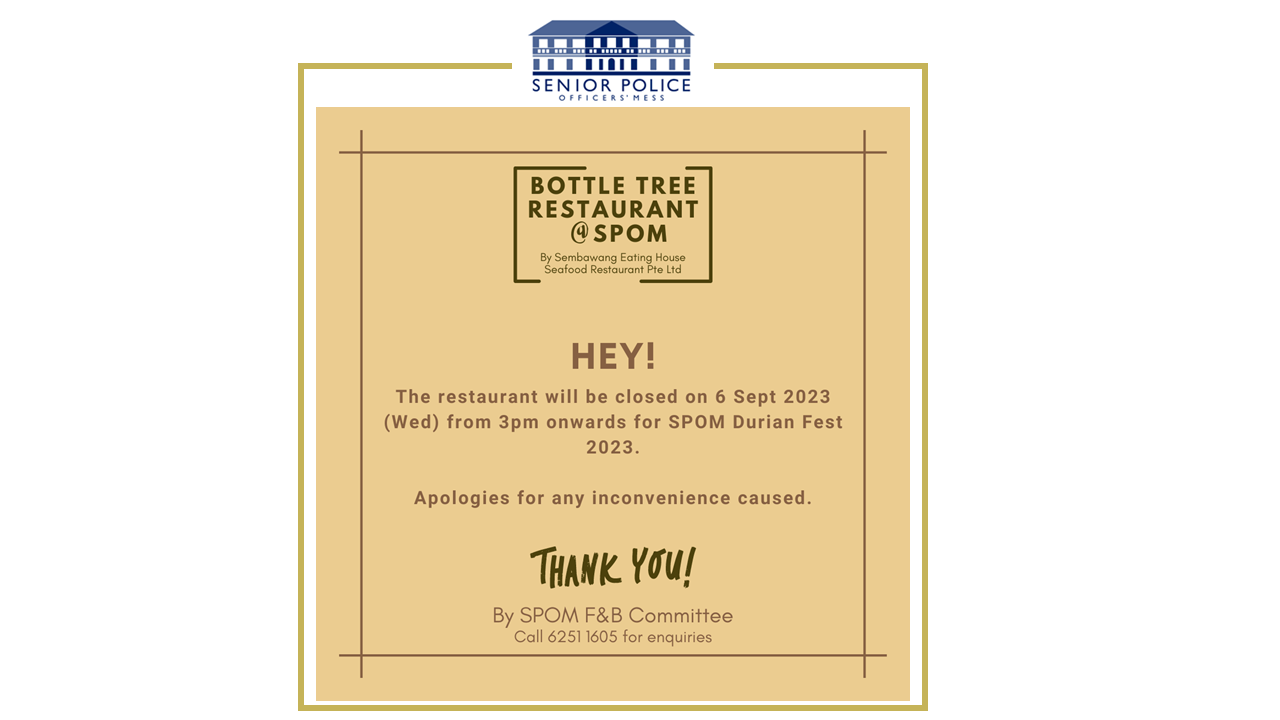 SENIOR POLICE
OFFICERS' MESS
BOTTLE TREE
RESTAURANT
@SPOM
By Sembawang Eating House
Seafood Restaurant Pte Ltd
HEY!
The restaurant will be closed on 6 Sept 2023
(Wed) from 3pm onwards for SPOM Durian Fest
2023.
Apologies for any inconvenience caused.
THANK YOU!
By SPOM F&B Committee
Call 6251 1605 for enquiries